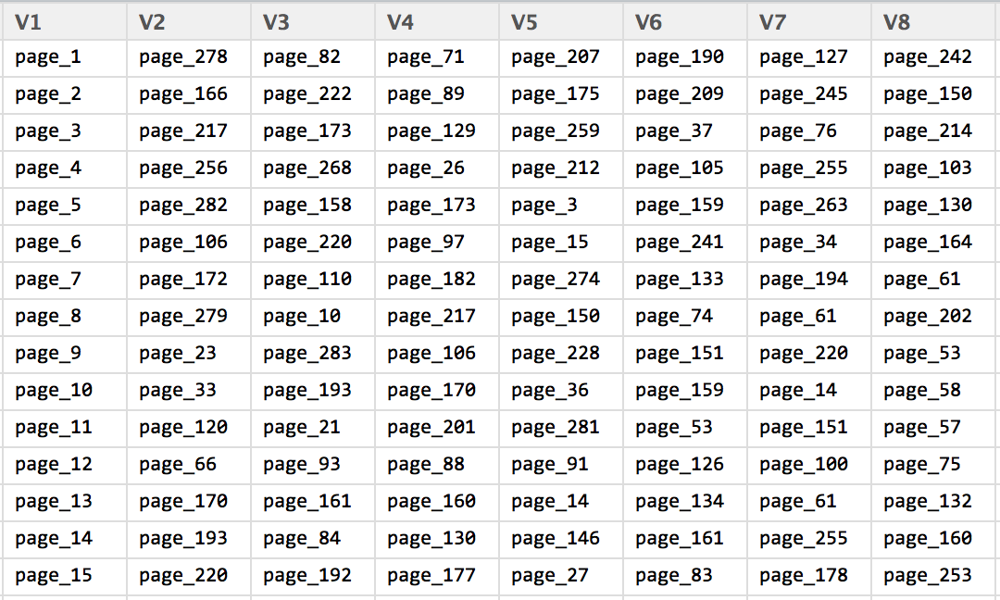 V1 V2 V3 V4 V5 V6 V7 V8
page_1 page_278 page_82 page_71 page_207 page_190 page_127 page_242
page_2 page_166 page_222 page_89 page_175 page_209 page_245 page_150
page_3 page_217 page_173 page_129 page_259 page_37 page_76 page_214
page_4 page_256 page_268 page_26 page_212 page_105 page_255 page_103
page_5 page_282 page_158 page_173 page_3 page_159 page_263 page_130
page_6 page_106 page_220 page_97 page_15 page_241 page_34 page_164
page_7 page_172 page_110 page_182 page_274 page_133 page_194 page_61
page_8 page_279 page_10 page_217 page_150 page_74 page_61 page_202
page_9 page_23 page_283 page_106 page_228 page_151 page_220 page_53
page_10 page_33 page_193 page_170 page_36 page_159 page_14 page_58
page_11 page_120 page_21 page_201 page_281 page_53 page_151 page_57
page_12 page_66 page_93 page_88 page_91 page_126 page_100 page_75
page_13 page_170 page_161 page_160 page_14 page_134 page_61 page_132
page_14 page_193 page_84 page_130 page_146 page_161 page_255 page_160
page_15 page_220 page_192 page_177 page_27 page_83 page_178 page_253